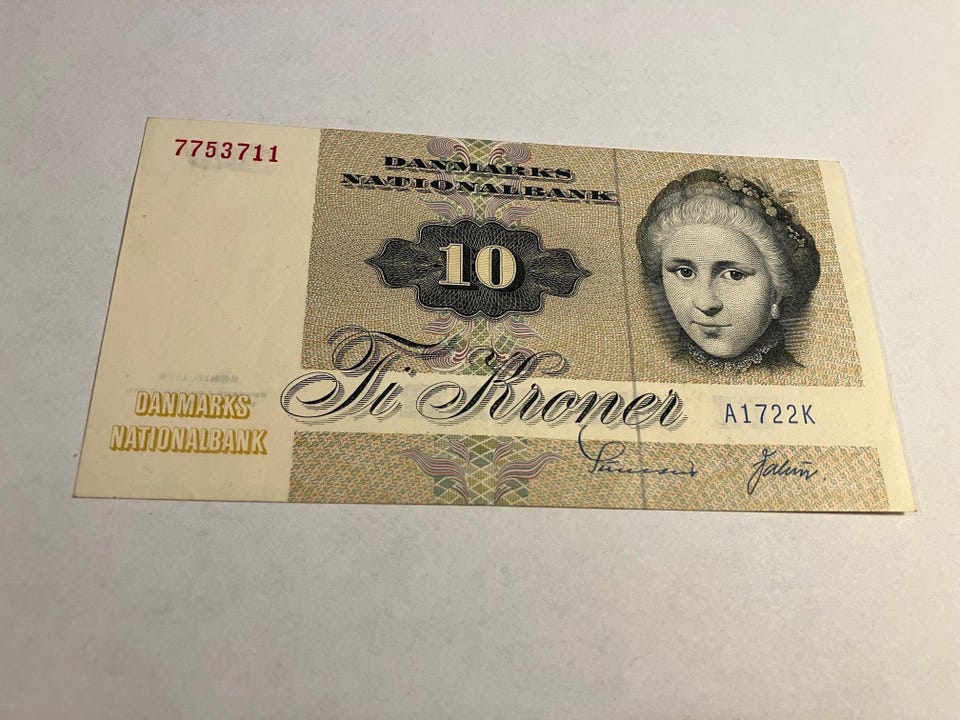 7753711
DANMARKS
NATIONALBANK
10
Ti Kroner
A1722K
DANMARKS
NATIONALBANK